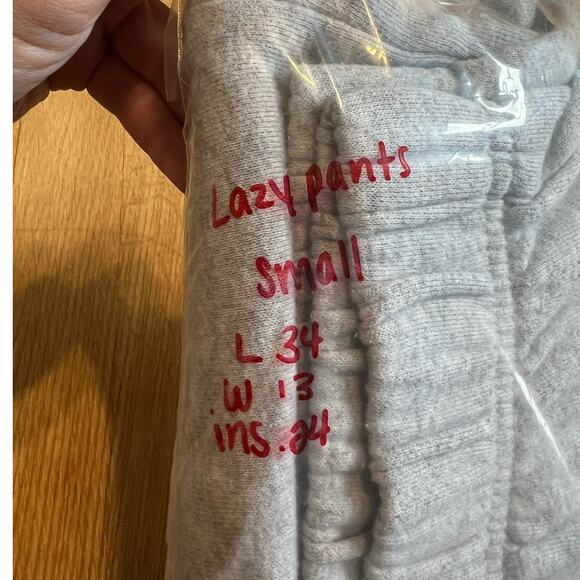 Lazy pants
small
L 34
W 13
ins. 24